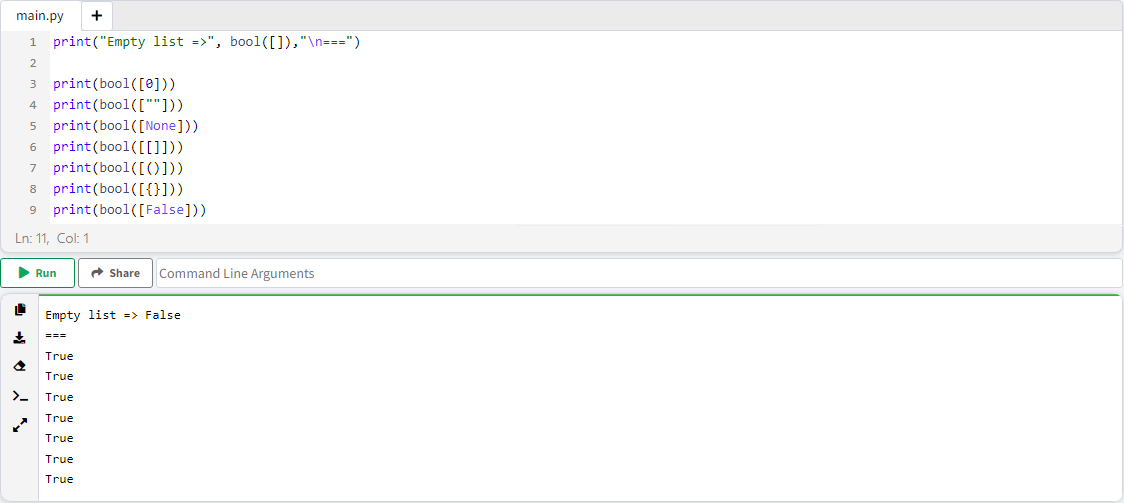 main.py +
1 print("Empty list =>", bool([]),"\n===")
2
3 print(bool([0]))
4 print(bool([""]))
5 print(bool([None]))
6 print(bool([[]]))
7 print(bool([()]))
8 print(bool([{}]))
9 print(bool([False]))
Ln: 11, Col: 1
Run Share Command Line Arguments
Empty list => False
===
True
True
True
True
True
True
True